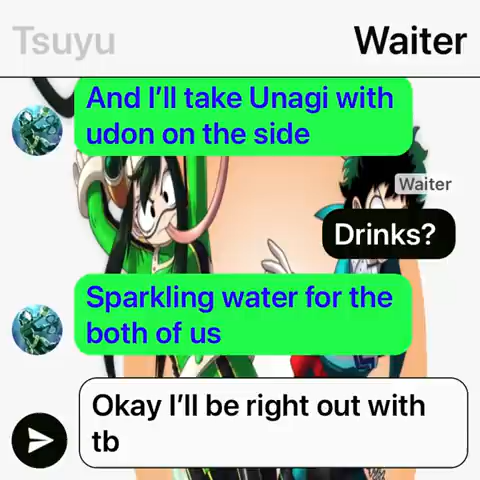 Tsuyu
Waiter
And I'll take Unagi with
udon on the side
Waiter
Drinks?
Sparkling water for the
both of us
Okay I'll be right out with
tb